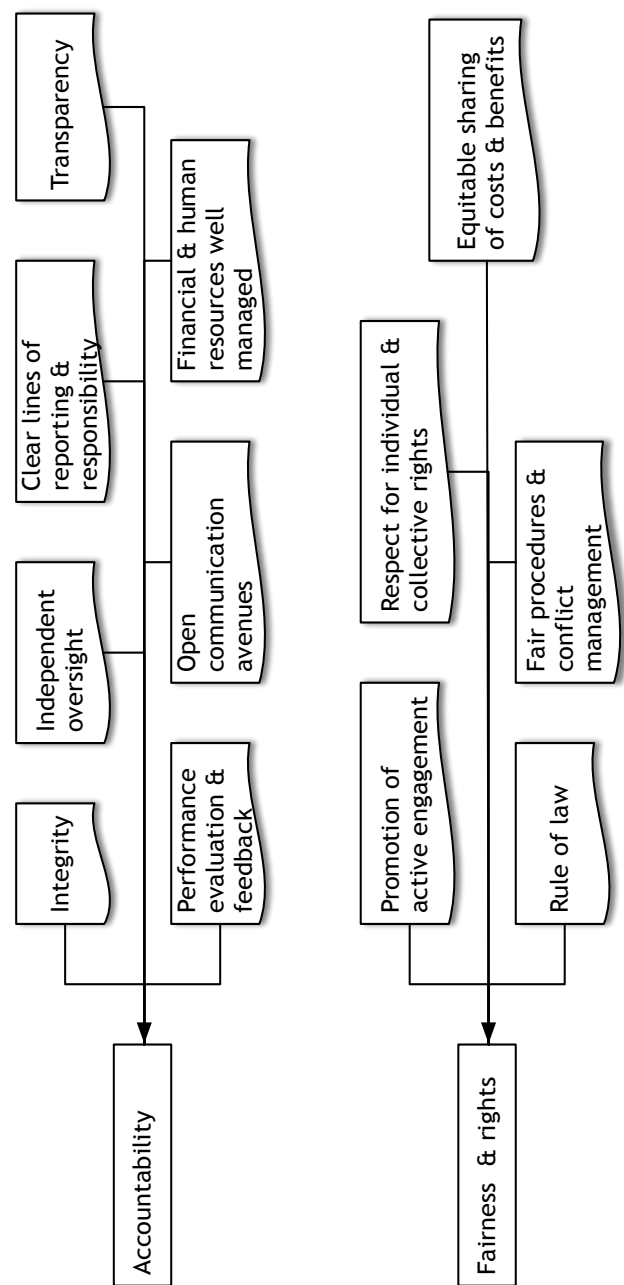 Accountability
Integrity
Independent
oversight
Clear lines of
reporting &
responsibility
Transparency
Performance
evaluation &
feedback
Open
communication
avenues
Financial & human
resources well
managed
Fairness & rights
Promotion of
active engagement
Respect for individual &
collective rights
Equitable sharing
of costs & benefits
Rule of law
Fair procedures &
conflict
management